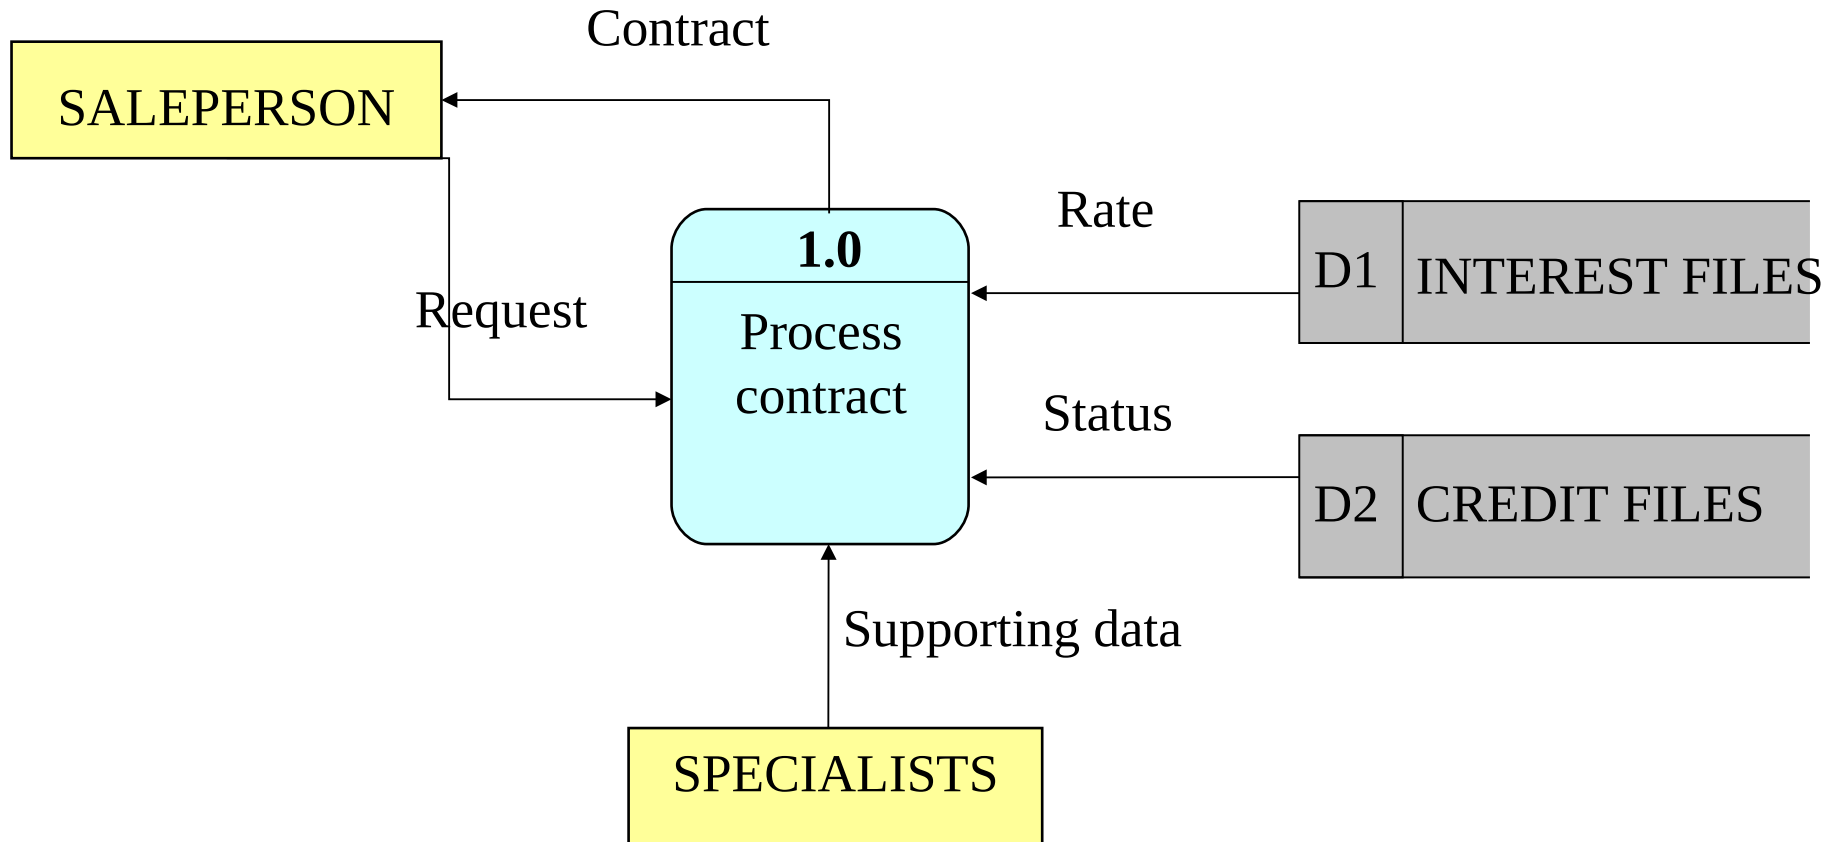 Contract
SALEPERSON
Rate
1.0
D1
INTEREST FILES
Request
Process
contract
Status
D2
CREDIT FILES
Supporting data
SPECIALISTS